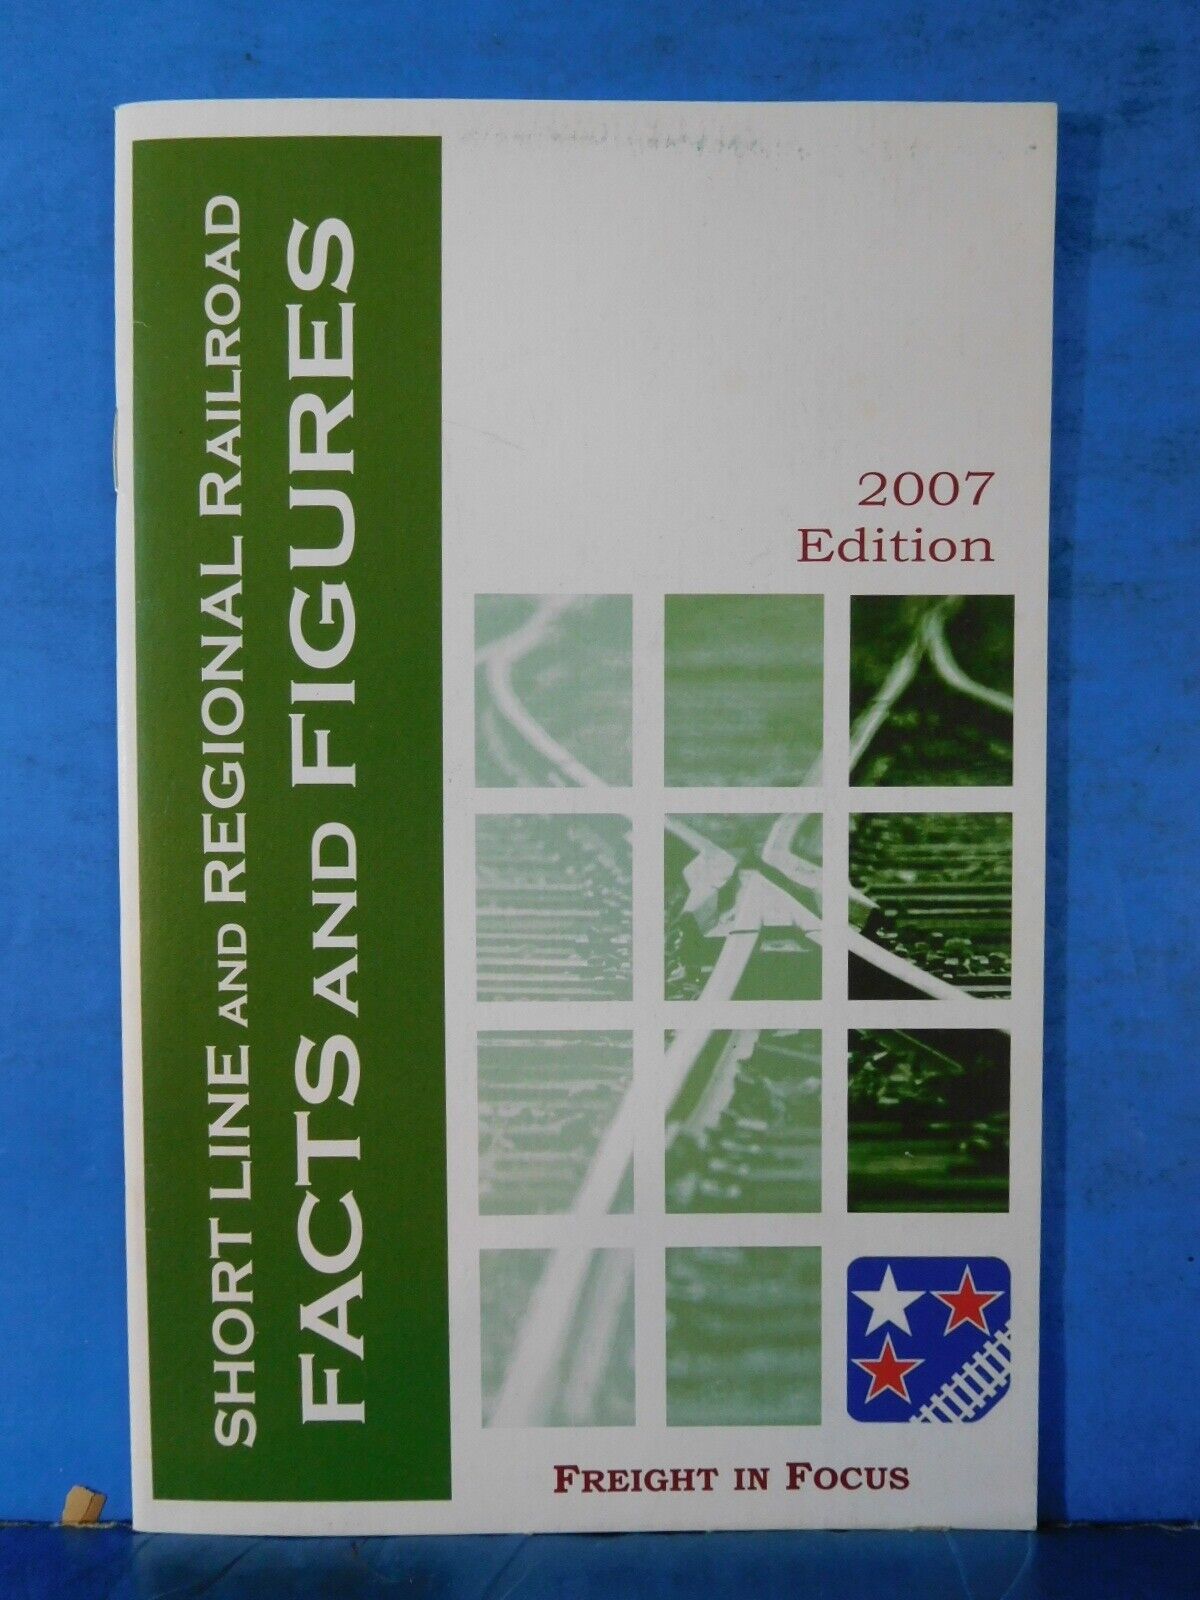 SHORT LINE AND REGIONAL RAILROAD
FACTS AND FIGURES
2007
Edition
FREIGHT IN FOCUS